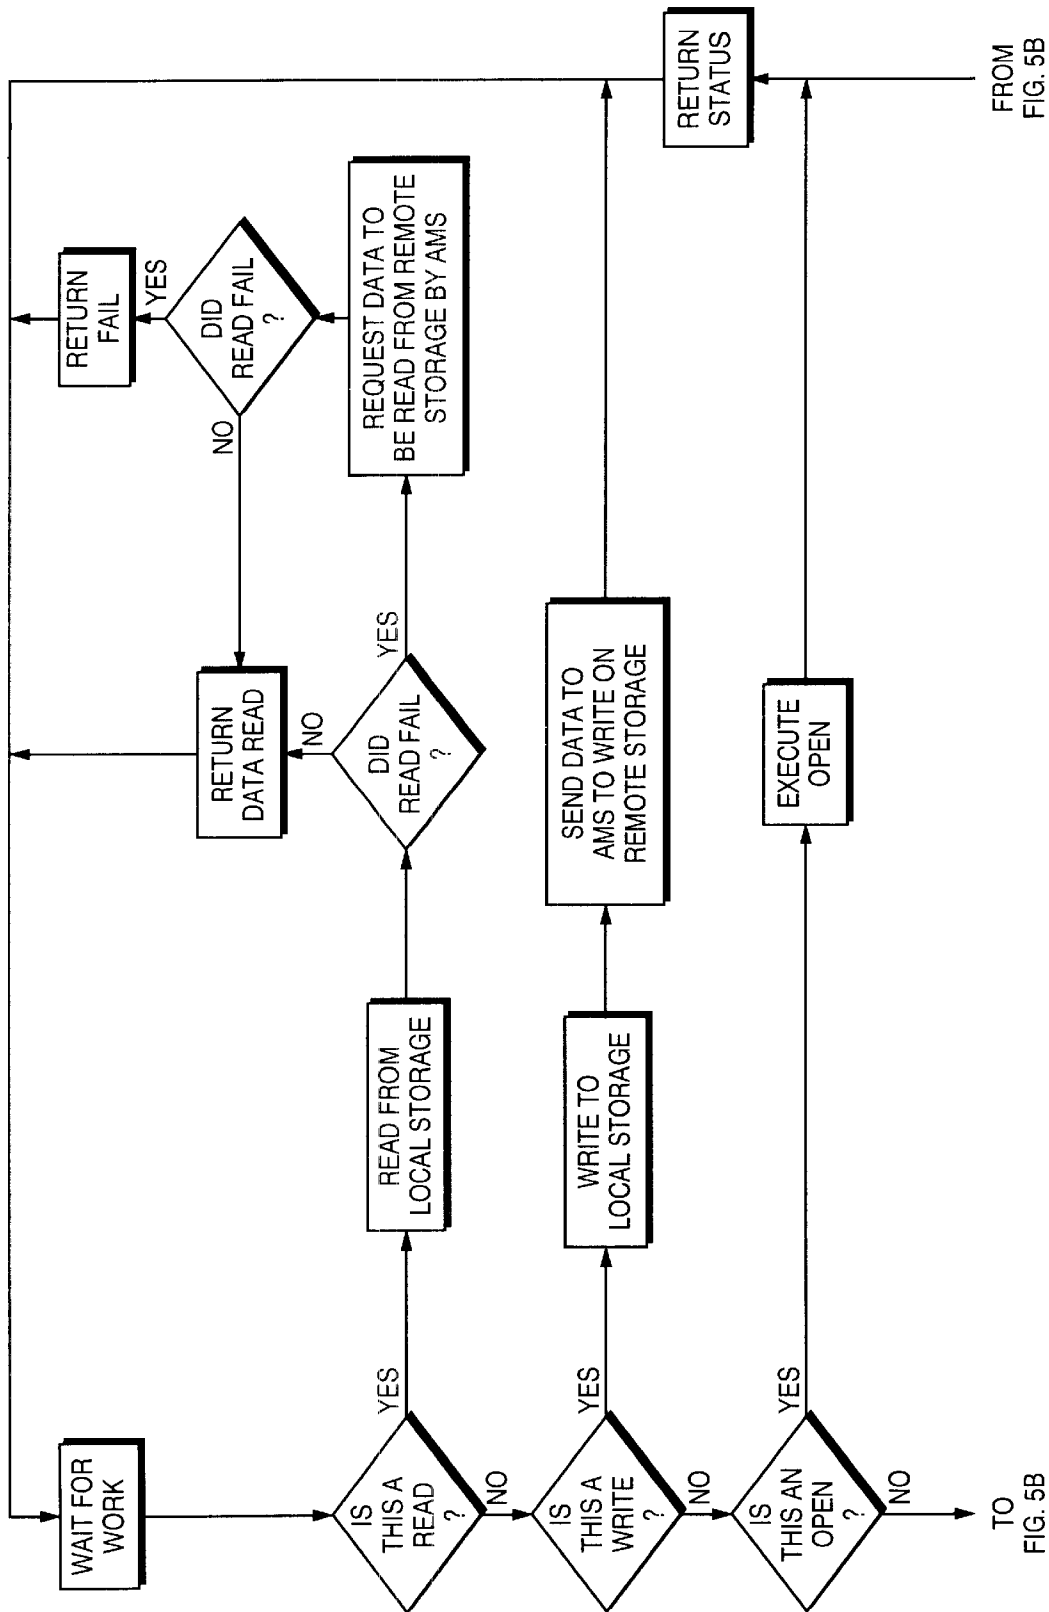 WAIT FOR
WORK
IS
THIS A
READ
?
YES
NO
READ FROM
LOCAL STORAGE
DID
READ FAIL
?
YES
NO
RETURN
DATA READ
REQUEST DATA TO
BE READ FROM REMOTE
STORAGE BY AMS
DID
READ FAIL
?
NO
YES
RETURN
FAIL
IS
THIS A
WRITE
?
YES
NO
WRITE TO
LOCAL STORAGE
SEND DATA TO
AMS TO WRITE ON
REMOTE STORAGE
RETURN
STATUS
IS
THIS AN
OPEN
?
YES
NO
EXECUTE
OPEN
TO
FIG. 5B
FROM
FIG. 5B